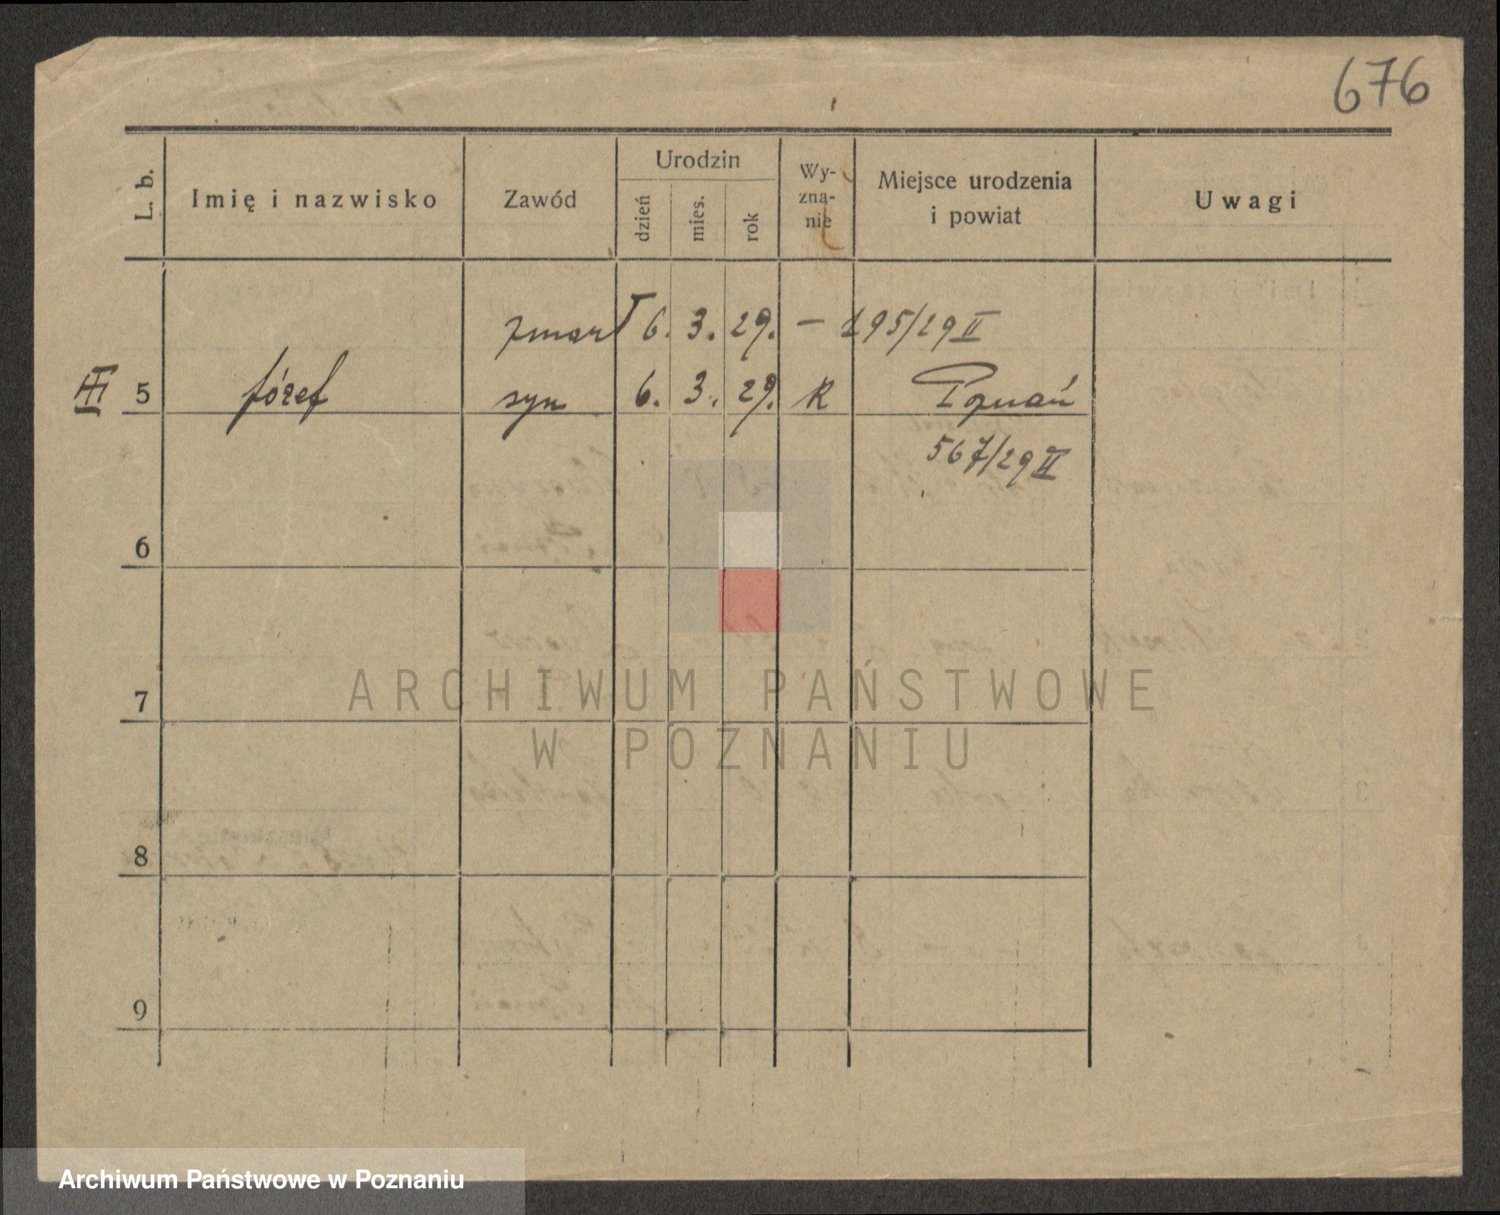 676
L. b. Imię i nazwisko Zawód Urodzin dzień mies. rok Wy-zna-nie Miejsce urodzenia i powiat Uwagi
zmarł 6. 3. 29. — 195/29 II
III 5 Józef syn 6. 3. 29. K Poznań
567/29 II
6
7
ARCHIWUM PAŃSTWOWE
W POZNANIU
8
9
Archiwum Państwowe w Poznaniu